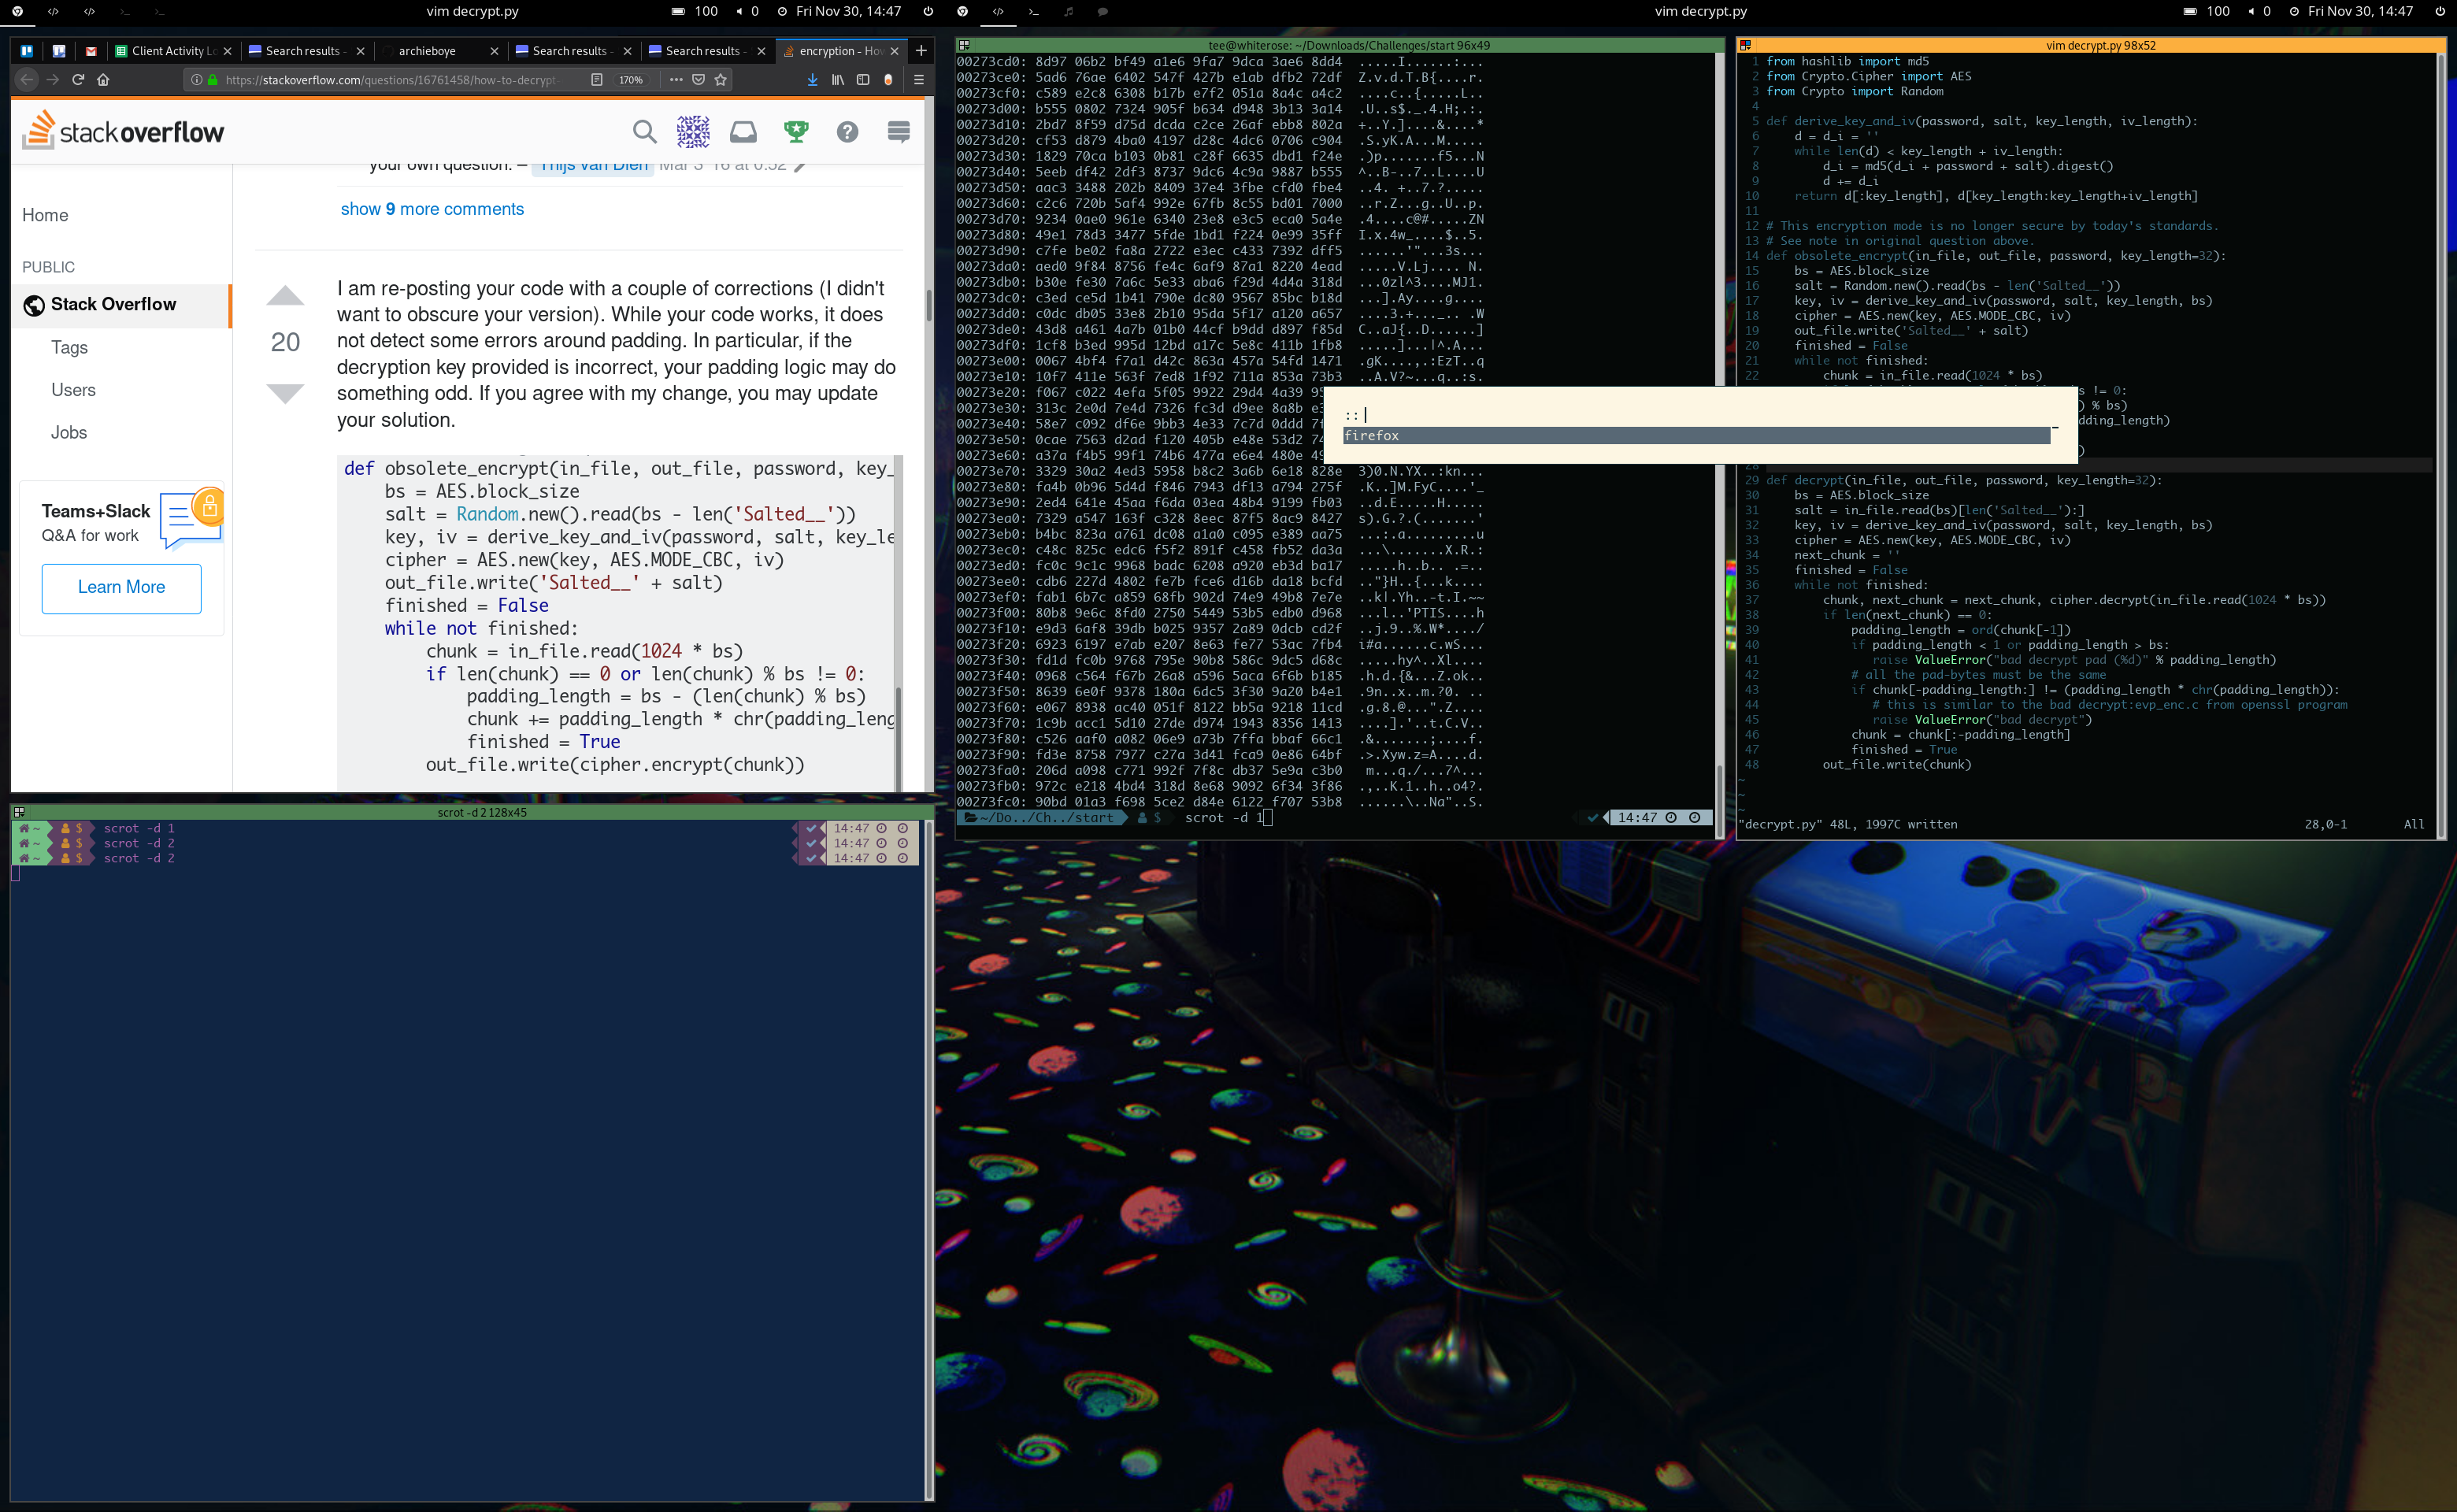 vim decrypt.py
100
0
Fri Nov 30, 14:47
vim decrypt.py
100
0
Fri Nov 30, 14:47
Client Activity Lo
Search results -
archieboye
Search results -
Search results -
encryption - Ho
https://stackoverflow.com/questions/16761458/how-to-decrypt-
170%
stackoverflow
your own question. – Thijs van Dien Mar 3 '16 at 0:52
show 9 more comments
Home
PUBLIC
Stack Overflow
Tags
Users
Jobs
Teams+Slack
Q&A for work
Learn More
20
I am re-posting your code with a couple of corrections (I didn't
want to obscure your version). While your code works, it does
not detect some errors around padding. In particular, if the
decryption key provided is incorrect, your padding logic may do
something odd. If you agree with my change, you may update
your solution.
def obsolete_encrypt(in_file, out_file, password, key_
bs = AES.block_size
salt = Random.new().read(bs - len('Salted__'))
key, iv = derive_key_and_iv(password, salt, key_le
cipher = AES.new(key, AES.MODE_CBC, iv)
out_file.write('Salted__' + salt)
finished = False
while not finished:
chunk = in_file.read(1024 * bs)
if len(chunk) == 0 or len(chunk) % bs != 0:
padding_length = bs - (len(chunk) % bs)
chunk += padding_length * chr(padding_leng
finished = True
out_file.write(cipher.encrypt(chunk))
scrot -d 2 128x45
~ $ scrot -d 1 14:47
~ $ scrot -d 2 14:47
~ $ scrot -d 2 14:47
tee@whiterose: ~/Downloads/Challenges/start 96x49
00273cd0: 8d97 06b2 bf49 a1e6 9fa7 9dca 3ae6 8dd4 .....I......:...
00273ce0: 5ad6 76ae 6402 547f 427b e1ab dfb2 72df Z.v.d.T.B{....r.
00273cf0: c589 e2c8 6308 b17b e7f2 051a 8a4c a4c2 ....c..{.....L..
00273d00: b555 0802 7324 905f b634 d948 3b13 3a14 .U..s$._.4.H;.:.
00273d10: 2bd7 8f59 d75d dcda c2ce 26af ebb8 802a +..Y.]....&....*
00273d20: cf53 d879 4ba0 4197 d28c 4dc6 0706 c904 .S.yK.A...M.....
00273d30: 1829 70ca b103 0b81 c28f 6635 dbd1 f24e .)p.......f5...N
00273d40: 5eeb df42 2df3 8737 9dc6 4c9a 9887 b555 ^..B-..7..L....U
00273d50: aac3 3488 202b 8409 37e4 3fbe cfd0 fbe4 ..4. +..7.?.....
00273d60: c2c6 720b 5af4 992e 67fb 8c55 bd01 7000 ..r.Z...g..U..p.
00273d70: 9234 0ae0 961e 6340 23e8 e3c5 eca0 5a4e .4....c@#.....ZN
00273d80: 49e1 78d3 3477 5fde 1bd1 f224 0e99 35ff I.x.4w_....$..5.
00273d90: c7fe be02 fa8a 2722 e3ec c433 7392 dff5 ......'"...3s...
00273da0: aed0 9f84 8756 fe4c 6af9 87a1 8220 4ead .....V.Lj.... N.
00273db0: b30e fe30 7a6c 5e33 aba6 f29d 4d4a 318d ...0zl^3....MJ1.
00273dc0: c3ed ce5d 1b41 790e dc80 9567 85bc b18d ...].Ay....g....
00273dd0: c0dc db05 33e8 2b10 95da 5f17 a120 a657 ....3.+..._.. .W
00273de0: 43d8 a461 4a7b 01b0 44cf b9dd d897 f85d C..aJ{..D......]
00273df0: 1cf8 b3ed 995d 12bd a17c 5e8c 411b 1fb8 .....]...|^.A...
00273e00: 0067 4bf4 f7a1 d42c 863a 457a 54fd 1471 .gK....,.:EzT..q
00273e10: 10f7 411e 563f 7ed8 1f92 711a 853a 73b3 ..A.V?~...q..:s.
00273e20: f067 c022 4efa 5f05 9922 29d4 4a39
00273e30: 313c 2e0d 7e4d 7326 fc3d d9ee 8a8b
00273e40: 58e7 c092 df6e 9bb3 4e33 7c7d 0ddd
00273e50: 0cae 7563 d2ad f120 405b e48e 53d2
00273e60: a37a f4b5 99f1 74b6 477a e6e4 480e
00273e70: 3329 30a2 4ed3 5958 b8c2 3a6b 6e18 828e 3)0.N.YX..:kn...
00273e80: fa4b 0b96 5d4d f846 7943 df13 a794 275f .K..]M.FyC....'_
00273e90: 2ed4 641e 45aa f6da 03ea 48b4 9199 fb03 ..d.E.....H.....
00273ea0: 7329 a547 163f c328 8eec 87f5 8ac9 8427 s).G.?.(.......'
00273eb0: b4bc 823a a761 dc08 a1a0 c095 e389 aa75 ...:.a.........u
00273ec0: c48c 825c edc6 f5f2 891f c458 fb52 da3a ...\.......X.R.:
00273ed0: fc0c 9c1c 9968 badc 6208 a920 eb3d ba17 .....h..b.. .=..
00273ee0: cdb6 227d 4802 fe7b fce6 d16b da18 bcfd .."}H..{...k....
00273ef0: fab1 6b7c a859 68fb 902d 74e9 49b8 7e7e ..k|.Yh..-t.I.~~
00273f00: 80b8 9e6c 8fd0 2750 5449 53b5 edb0 d968 ...l..'PTIS....h
00273f10: e9d3 6af8 39db b025 9357 2a89 0dcb cd2f ..j.9..%.W*..../
00273f20: 6923 6197 e7ab e207 8e63 fe77 53ac 7fb4 i#a......c.wS...
00273f30: fd1d fc0b 9768 795e 90b8 586c 9dc5 d68c .....hy^..Xl....
00273f40: 0968 c564 f67b 26a8 a596 5aca 6f6b b185 .h.d.{&...Z.ok..
00273f50: 8639 6e0f 9378 180a 6dc5 3f30 9a20 b4e1 .9n..x..m.?0. ..
00273f60: e067 8938 ac40 051f 8122 bb5a 9218 11cd .g.8.@...".Z....
00273f70: 1c9b acc1 5d10 27de d974 1943 8356 1413 ....].'..t.C.V..
00273f80: c526 aaf0 a082 06e9 a73b 7ffa bbaf 66c1 .&.......;....f.
00273f90: fd3e 8758 7977 c27a 3d41 fca9 0e86 64bf .>.Xyw.z=A....d.
00273fa0: 206d a098 c771 992f 7f8c db37 5e9a c3b0 m...q./...7^...
00273fb0: 972c e218 4bd4 318d 8e68 9092 6f34 3f86 .,..K.1..h..o4?.
00273fc0: 90bd 01a3 f698 5ce2 d84e 6122 f707 53b8 ......\..Na"..S.
~/Do../Ch../start $ scrot -d 1 14:47
::
firefox
vim decrypt.py 98x52
1 from hashlib import md5
2 from Crypto.Cipher import AES
3 from Crypto import Random
4
5 def derive_key_and_iv(password, salt, key_length, iv_length):
6 d = d_i = ''
7 while len(d) < key_length + iv_length:
8 d_i = md5(d_i + password + salt).digest()
9 d += d_i
10 return d[:key_length], d[key_length:key_length+iv_length]
11
12 # This encryption mode is no longer secure by today's standards.
13 # See note in original question above.
14 def obsolete_encrypt(in_file, out_file, password, key_length=32):
15 bs = AES.block_size
16 salt = Random.new().read(bs - len('Salted__'))
17 key, iv = derive_key_and_iv(password, salt, key_length, bs)
18 cipher = AES.new(key, AES.MODE_CBC, iv)
19 out_file.write('Salted__' + salt)
20 finished = False
21 while not finished:
22 chunk = in_file.read(1024 * bs)
s != 0:
) % bs)
dding_length)
)
28
29 def decrypt(in_file, out_file, password, key_length=32):
30 bs = AES.block_size
31 salt = in_file.read(bs)[len('Salted__'):]
32 key, iv = derive_key_and_iv(password, salt, key_length, bs)
33 cipher = AES.new(key, AES.MODE_CBC, iv)
34 next_chunk = ''
35 finished = False
36 while not finished:
37 chunk, next_chunk = next_chunk, cipher.decrypt(in_file.read(1024 * bs))
38 if len(next_chunk) == 0:
39 padding_length = ord(chunk[-1])
40 if padding_length < 1 or padding_length > bs:
41 raise ValueError("bad decrypt pad (%d)" % padding_length)
42 # all the pad-bytes must be the same
43 if chunk[-padding_length:] != (padding_length * chr(padding_length)):
44 # this is similar to the bad decrypt:evp_enc.c from openssl program
45 raise ValueError("bad decrypt")
46 chunk = chunk[:-padding_length]
47 finished = True
48 out_file.write(chunk)
~
~
~
"decrypt.py" 48L, 1997C written 28,0-1 All